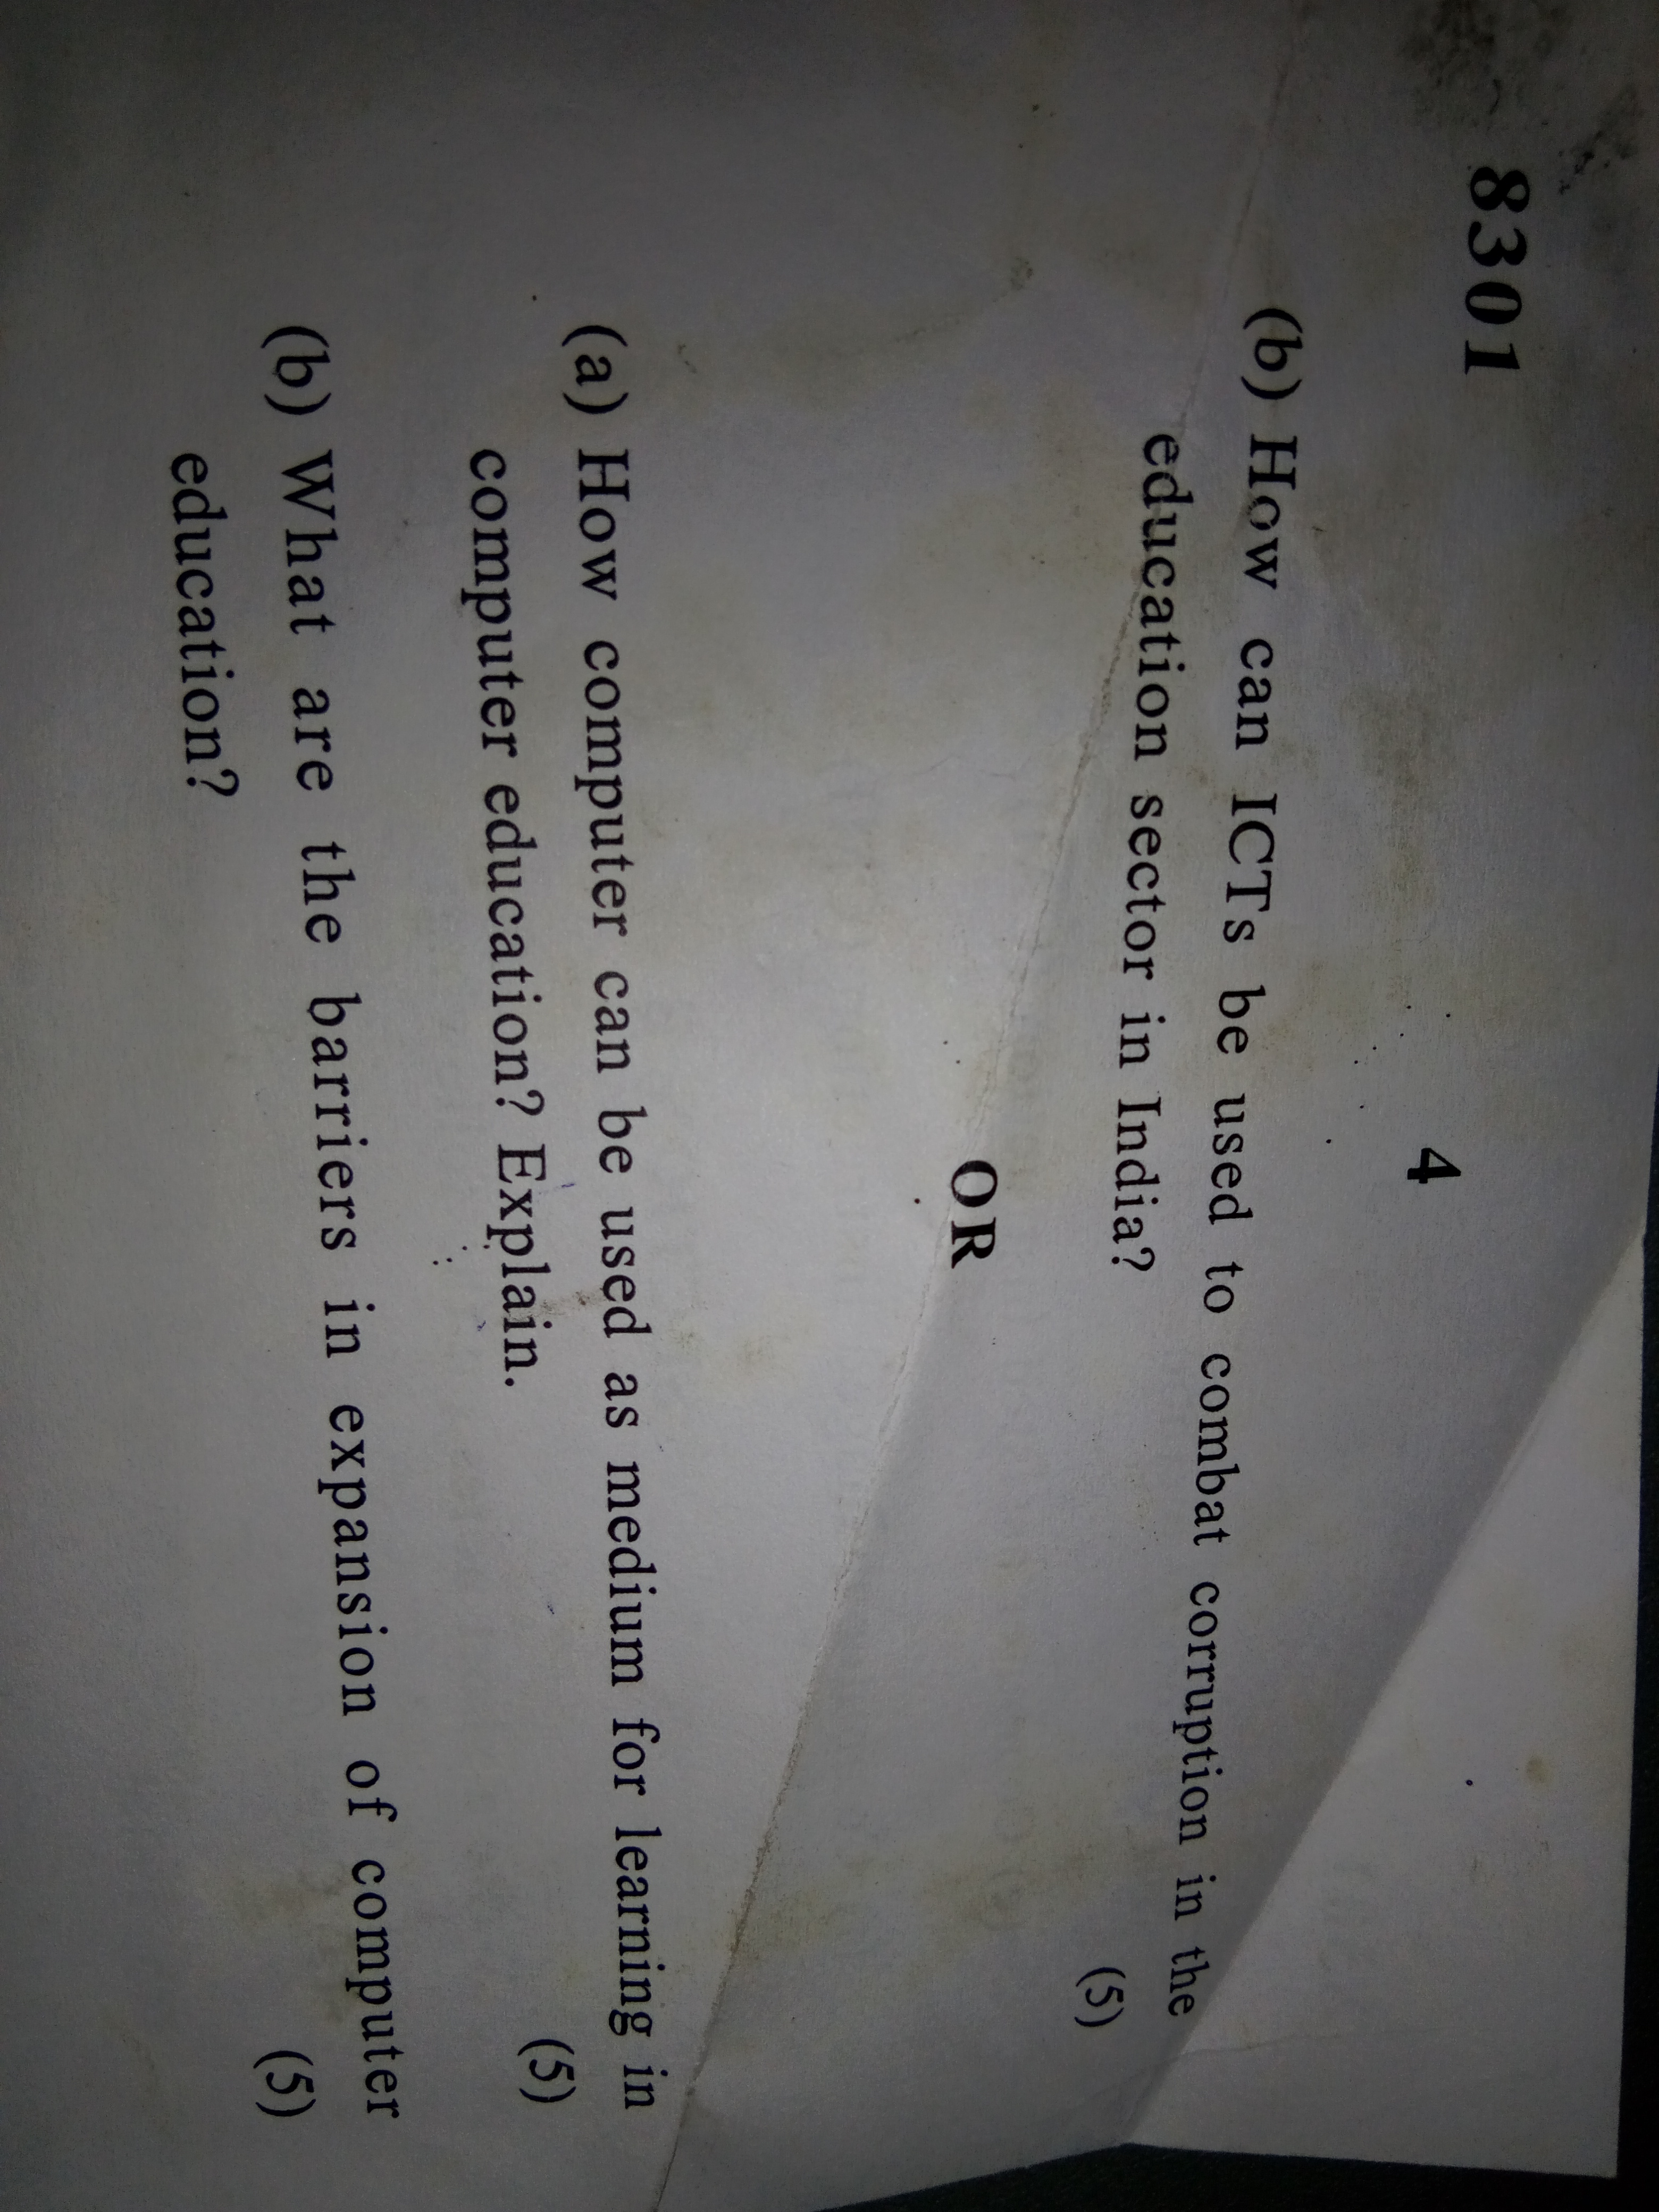 8301
4
(b) How can ICTs be used to combat corruption in the
education sector in India? (5)
OR
(a) How computer can be used as medium for learning in
computer education? Explain. (5)
(b) What are the barriers in expansion of computer
education? (5)